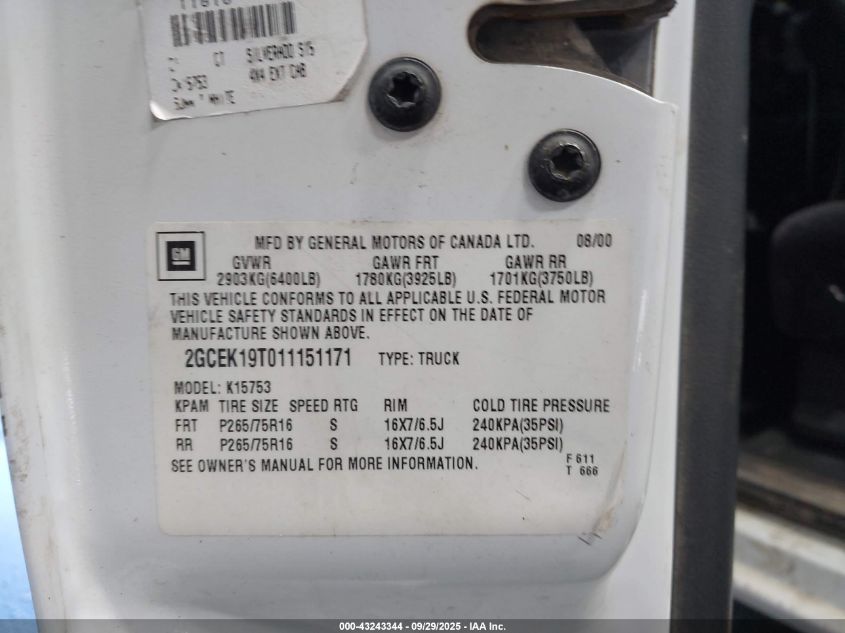 CT SILVERADO 515
4X4 EXT CAB
WHITE
GM
MFD BY GENERAL MOTORS OF CANADA LTD. 08/00
GVWR GAWR FRT GAWR RR
2903KG(6400LB) 1780KG(3925LB) 1701KG(3750LB)
THIS VEHICLE CONFORMS TO ALL APPLICABLE U.S. FEDERAL MOTOR
VEHICLE SAFETY STANDARDS IN EFFECT ON THE DATE OF
MANUFACTURE SHOWN ABOVE.
2GCEK19T011151171 TYPE: TRUCK
MODEL: K15753
KPAM TIRE SIZE SPEED RTG RIM COLD TIRE PRESSURE
FRT P265/75R16 S 16X7/6.5J 240KPA(35PSI)
RR P265/75R16 S 16X7/6.5J 240KPA(35PSI)
SEE OWNER'S MANUAL FOR MORE INFORMATION.
F 611
T 666
000-43243344 — 09/29/2025 — IAA Inc.